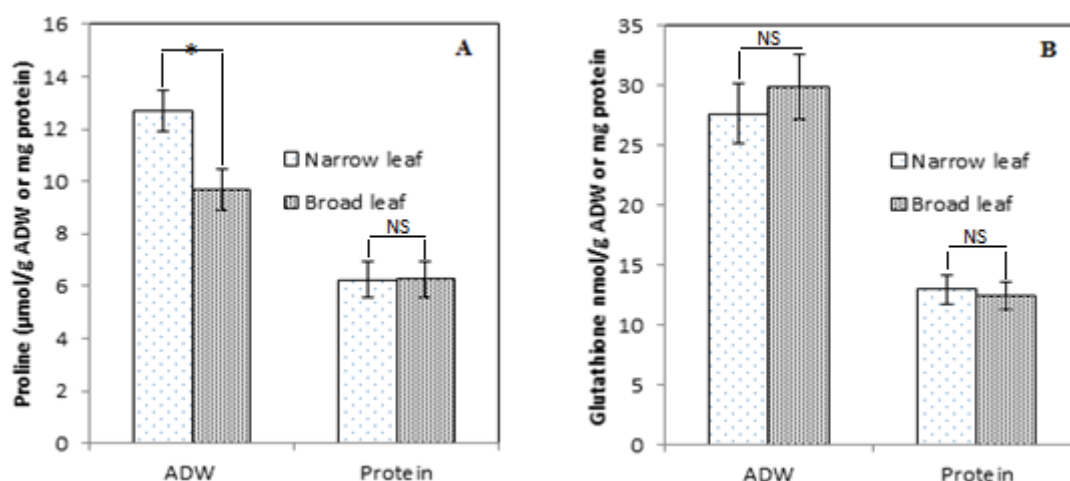 Proline (µmol/g ADW or mg protein)
16
14
12
10
8
6
4
2
0
A
*
Narrow leaf
Broad leaf
NS
ADW
Protein
Glutathione nmol/g ADW or mg protein
35
30
25
20
15
10
5
0
B
NS
Narrow leaf
Broad leaf
NS
ADW
Protein